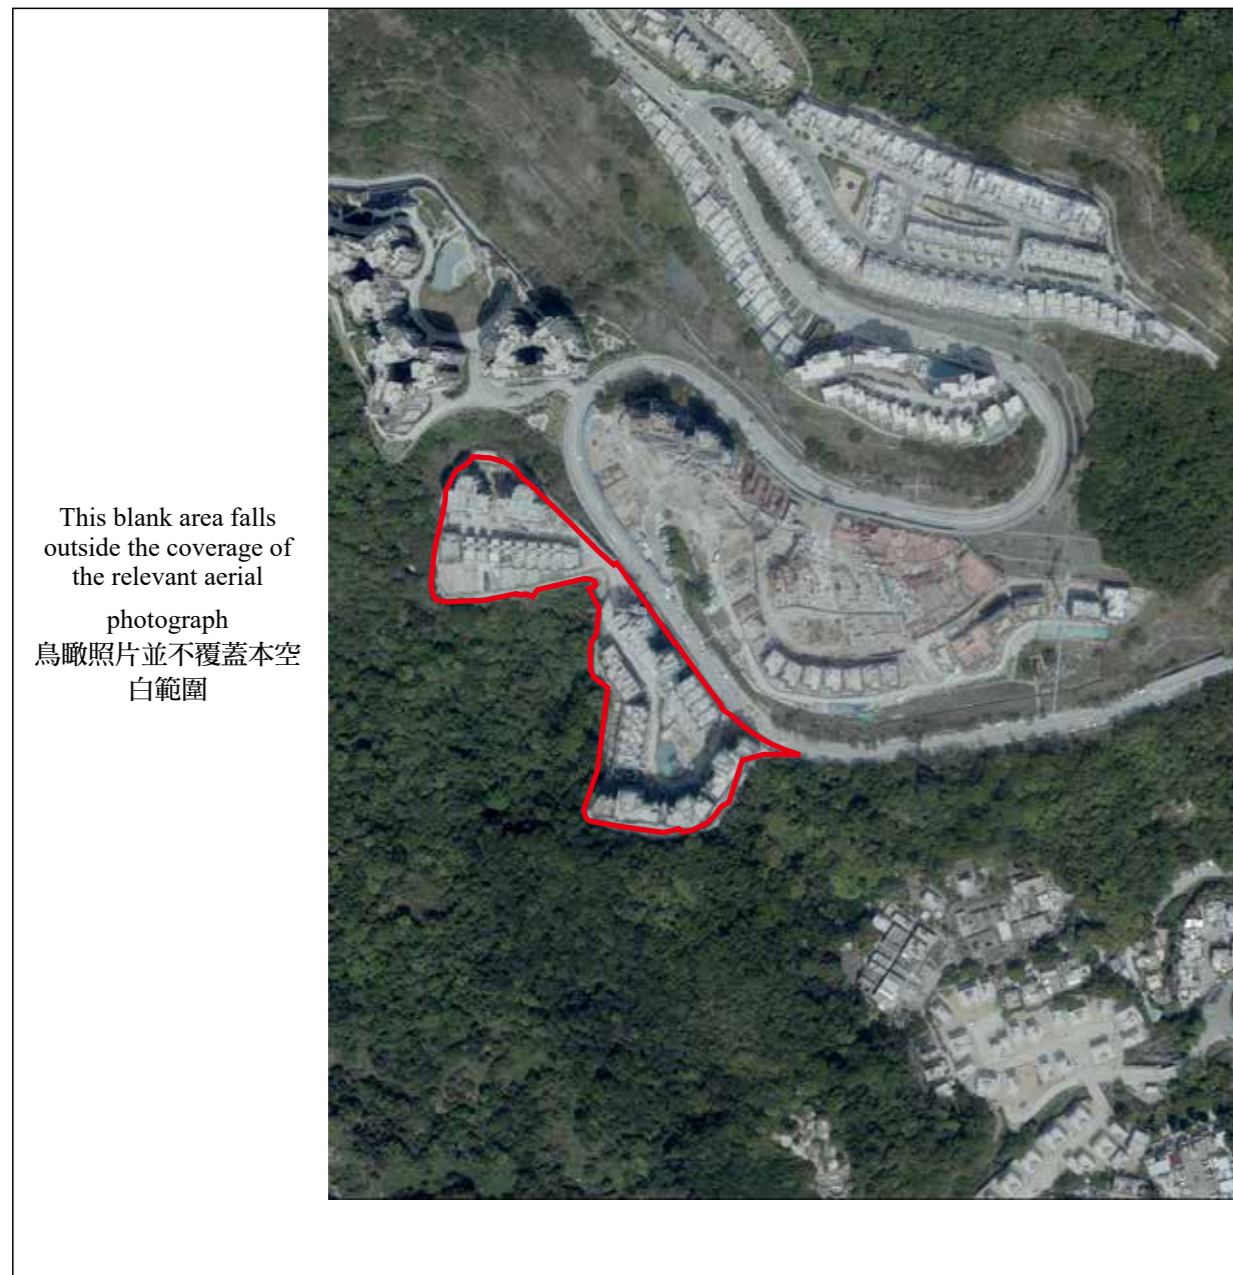 This blank area falls
outside the coverage of
the relevant aerial
photograph
鳥瞰照片並不覆蓋本空
白範圍